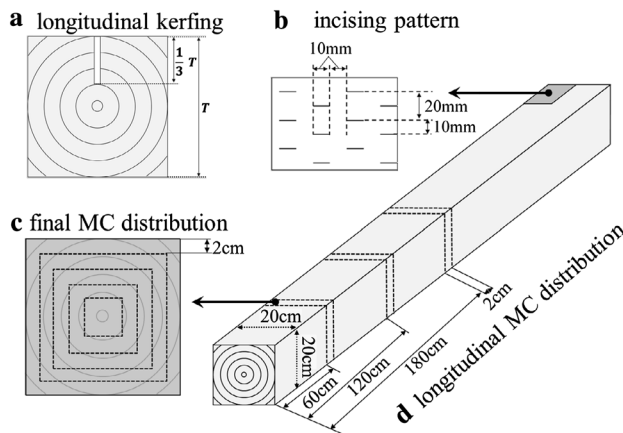 a longitudinal kerfing
1/3 T
T
b incising pattern
10mm
20mm
10mm
c final MC distribution
2cm
20cm
20cm
60cm
120cm
180cm
2cm
d longitudinal MC distribution